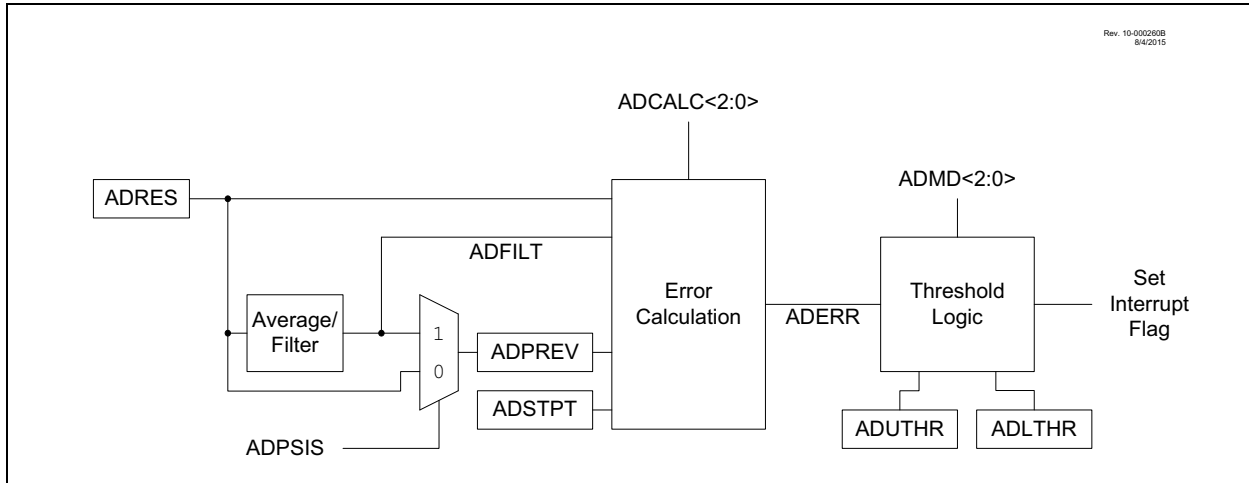 Rev. 10-000260B
8/4/2015
ADCALC<2:0>
ADMD<2:0>
ADRES
ADFILT
Error
Calculation
ADERR
Threshold
Logic
Set
Interrupt
Flag
Average/
Filter
1
0
ADPREV
ADSTPT
ADPSIS
ADUTHR
ADLTHR